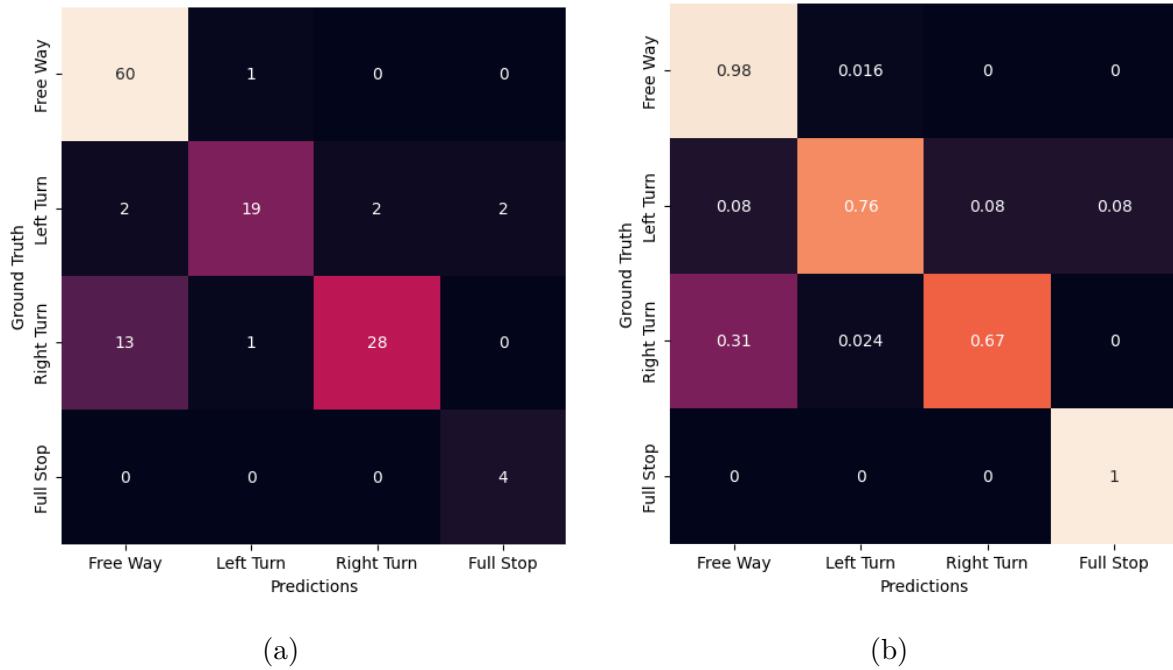 Free Way
60 1 0 0
Left Turn
2 19 2 2
Ground Truth
Right Turn
13 1 28 0
Full Stop
0 0 0 4
Free Way Left Turn Right Turn Full Stop
Predictions
(a)
Free Way
0.98 0.016 0 0
Left Turn
0.08 0.76 0.08 0.08
Ground Truth
Right Turn
0.31 0.024 0.67 0
Full Stop
0 0 0 1
Free Way Left Turn Right Turn Full Stop
Predictions
(b)